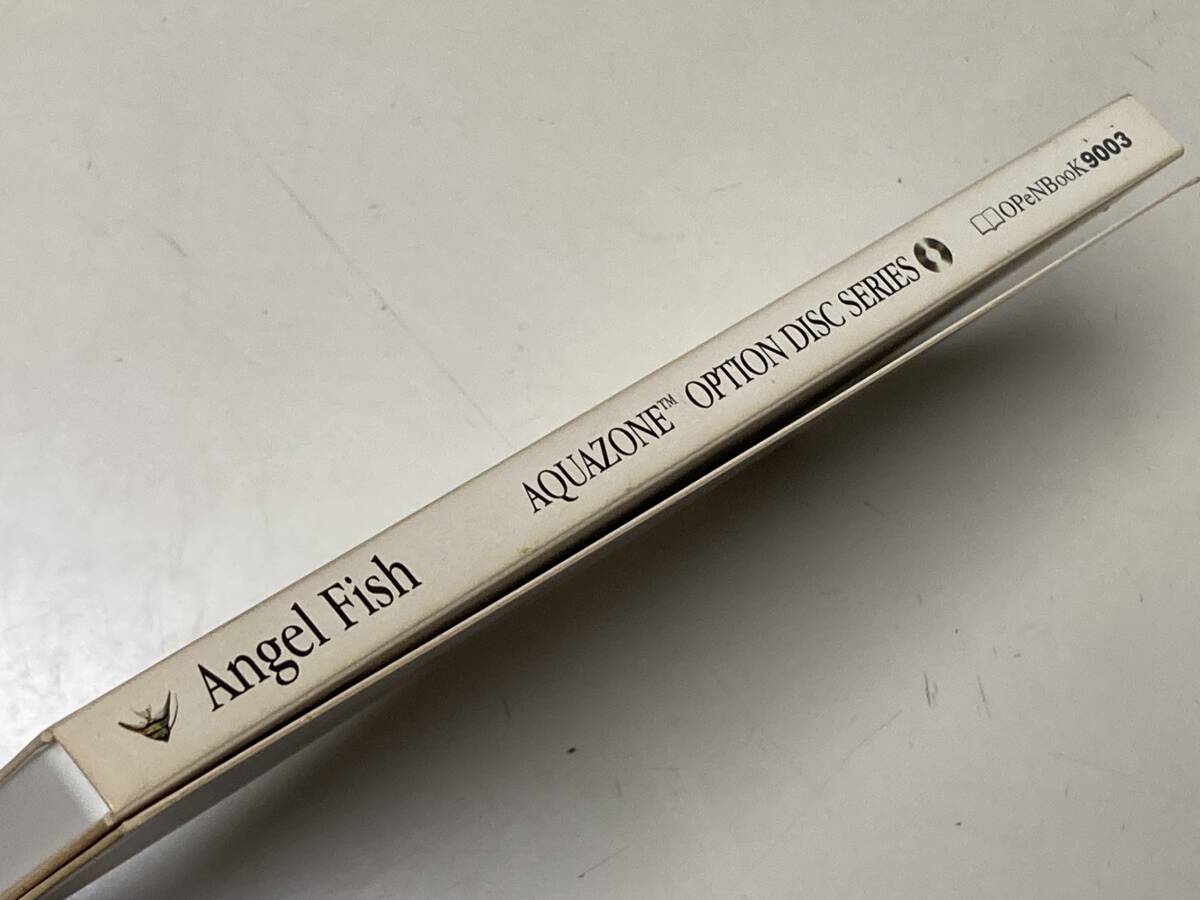 Angel Fish
AQUAZONE™ OPTION DISC SERIES
OPeNBooK9003